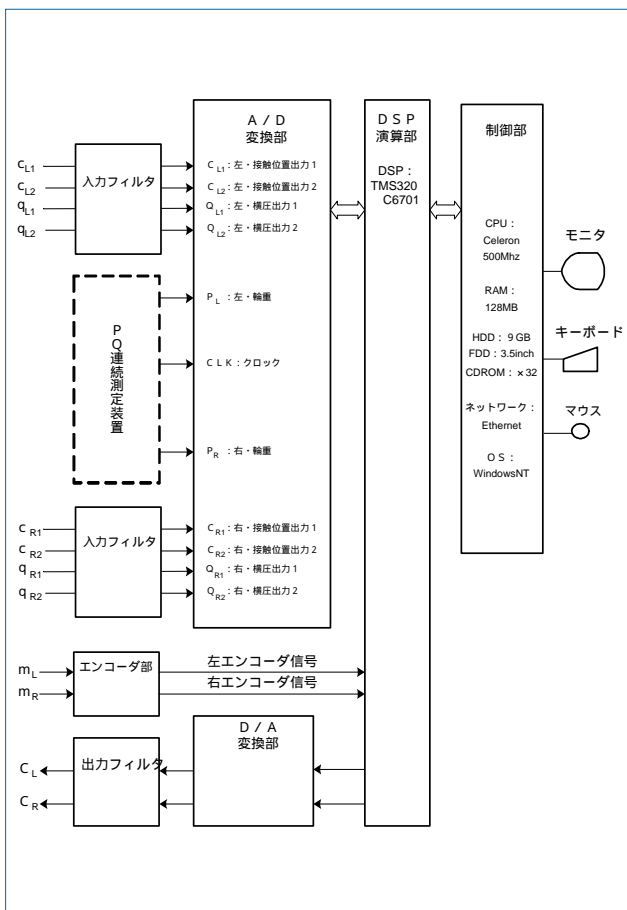 A / D
変換部
D S P
演算部
制御部
C L1
C L2
q L1
q L2
入力フィルタ
C L1：左・接触位置出力 1
C L2：左・接触位置出力 2
Q L1：左・横圧出力 1
Q L2：左・横圧出力 2
DSP：
TMS320
C6701
CPU：
Celeron
500Mhz
RAM：
128MB
HDD：９GB
FDD：3.5inch
CDROM：×32
ネットワーク：
Ethernet
ＯＳ：
WindowsNT
モニタ
キーボード
マウス
PQ連続測定装置
P L ：左・輪重
C L K：クロック
P R ：右・輪重
C R1
C R2
q R1
q R2
入力フィルタ
C R1：右・接触位置出力 1
C R2：右・接触位置出力 2
Q R1：右・横圧出力 1
Q R2：右・横圧出力 2
m L
m R
エンコーダ部
左エンコーダ信号
右エンコーダ信号
D / A
変換部
出力フィルタ
C L
C R